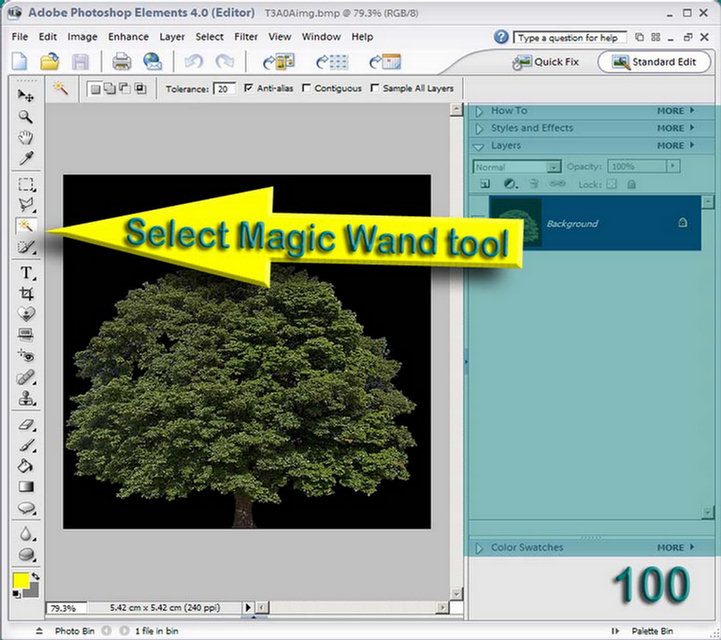 Adobe Photoshop Elements 4.0 (Editor) T3A0Aimg.bmp @ 79.3% (RGB/8)
File Edit Image Enhance Layer Select Filter View Window Help Type a question for help
Quick Fix Standard Edit
Tolerance: 20 Anti-alias Contiguous Sample All Layers
How To MORE
Styles and Effects MORE
Layers MORE
Normal Opacity: 100%
Lock:
Background
Select Magic Wand tool
T
Color Swatches MORE
100
79.3% 5.42 cm x 5.42 cm (240 ppi)
Photo Bin 1 file in bin Palette Bin